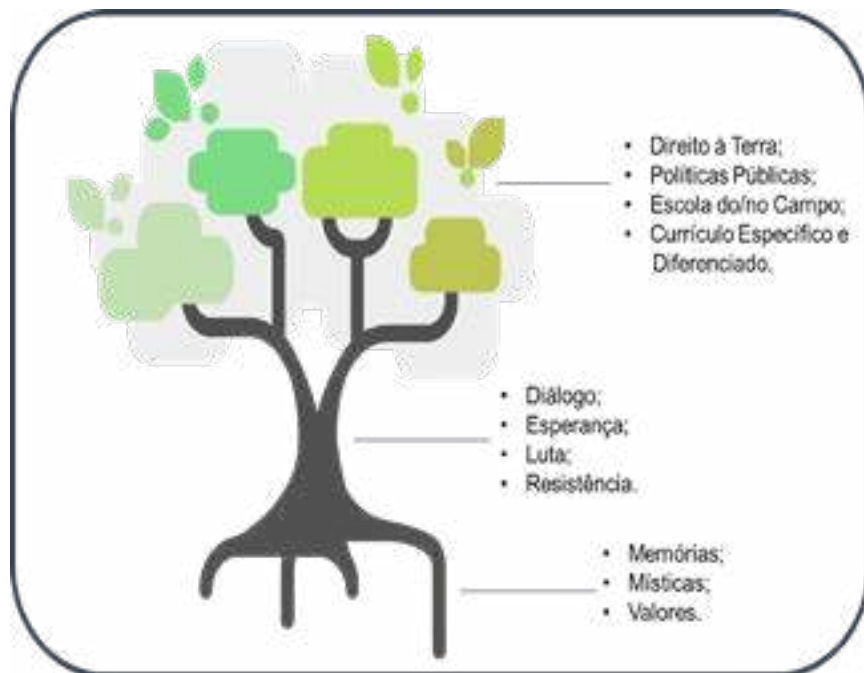 • Direito à Terra;
• Políticas Públicas;
• Escola do/no Campo;
• Currículo Específico e
Diferenciado.
• Diálogo;
• Esperança;
• Luta;
• Resistência.
• Memórias;
• Místicas;
• Valores.